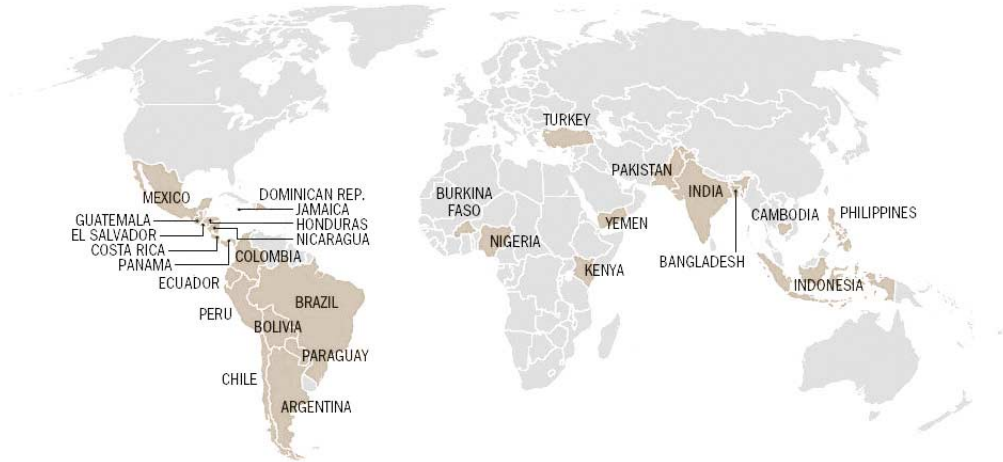 TURKEY
PAKISTAN
INDIA
MEXICO
DOMINICAN REP.
JAMAICA
HONDURAS
NICARAGUA
GUATEMALA
EL SALVADOR
COSTA RICA
PANAMA
COLOMBIA
ECUADOR
PERU
BRAZIL
BOLIVIA
PARAGUAY
CHILE
ARGENTINA
BURKINA
FASO
NIGERIA
YEMEN
KENYA
BANGLADESH
CAMBODIA
PHILIPPINES
INDONESIA